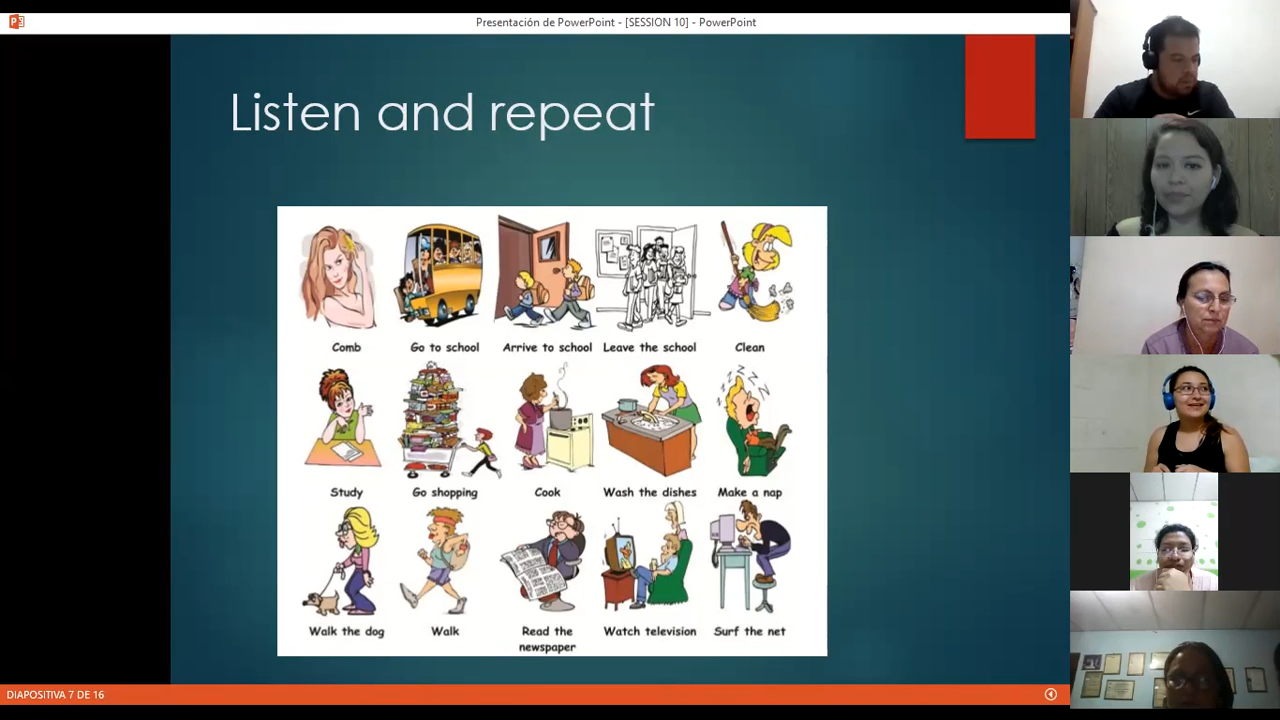 Presentación de PowerPoint - [SESSION 10] - PowerPoint
Listen and repeat
Comb Go to school Arrive to school Leave the school Clean
Study Go shopping Cook Wash the dishes Make a nap
Walk the dog Walk Read the newspaper Watch television Surf the net
DIAPOSITIVA 7 DE 16